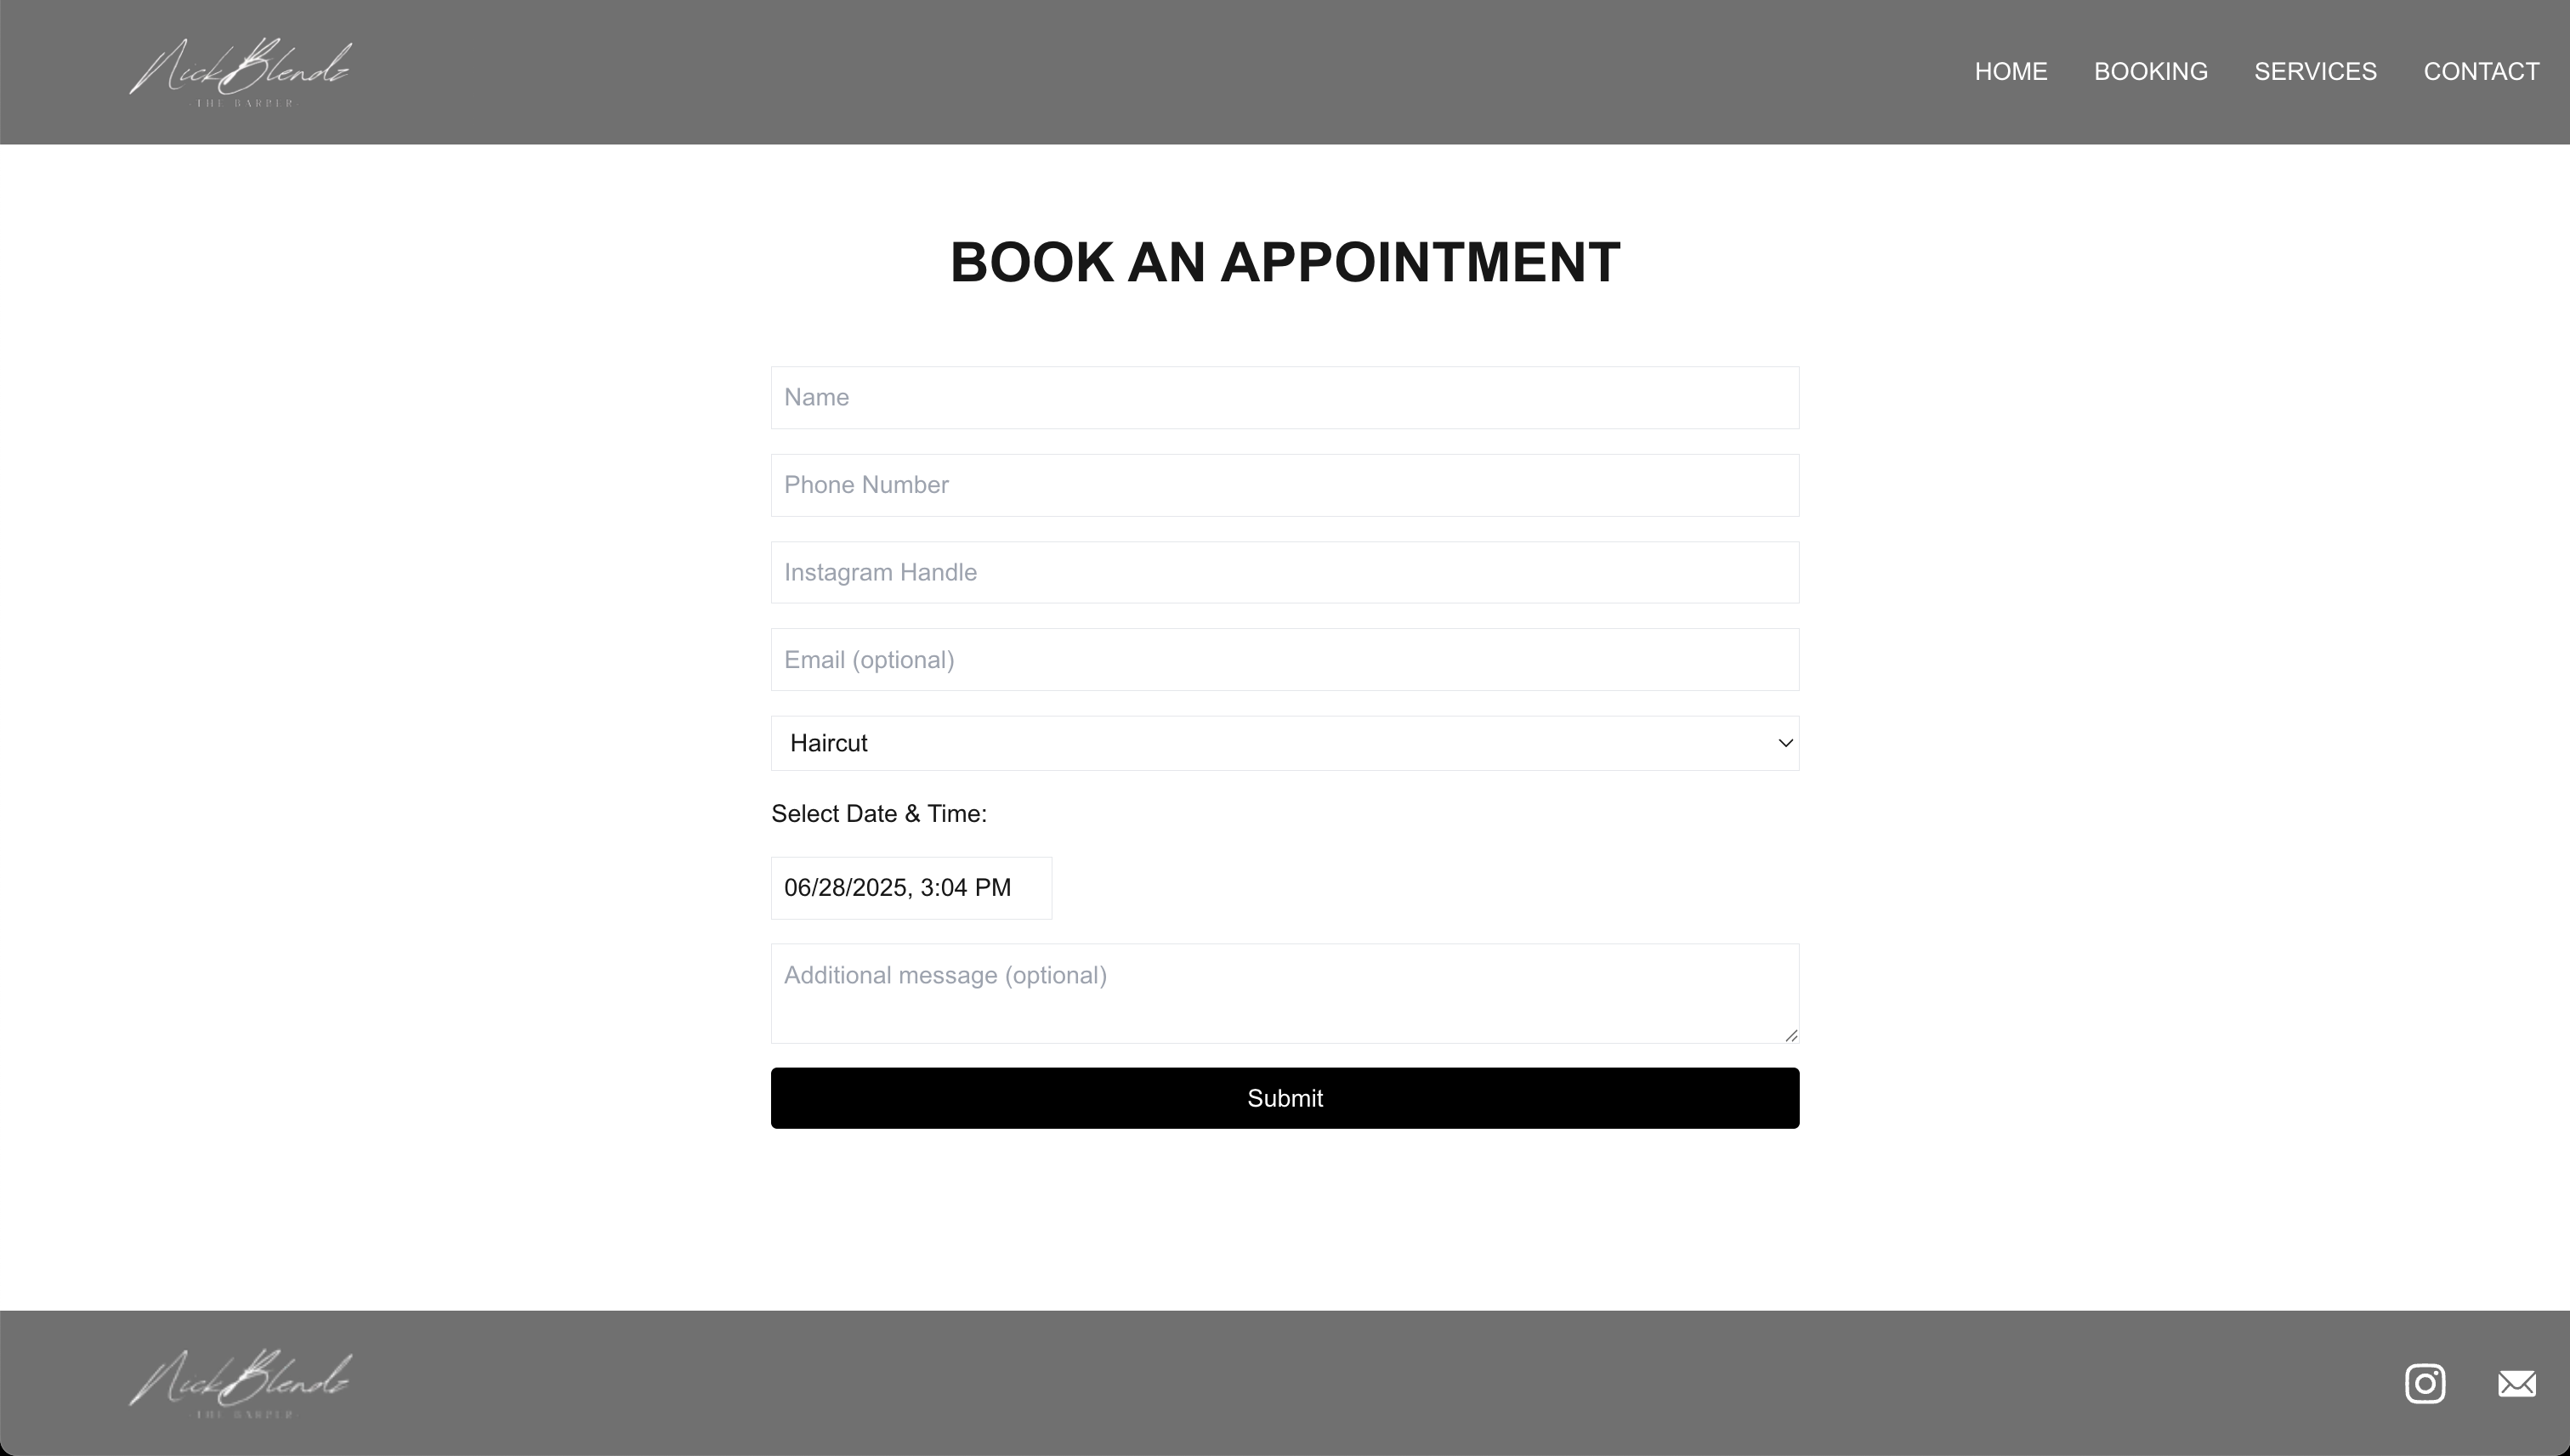 NickBlendz
-THE BARBER-
HOME BOOKING SERVICES CONTACT
BOOK AN APPOINTMENT
Name
Phone Number
Instagram Handle
Email (optional)
Haircut
Select Date & Time:
06/28/2025, 3:04 PM
Additional message (optional)
Submit
NickBlendz
-THE BARBER-